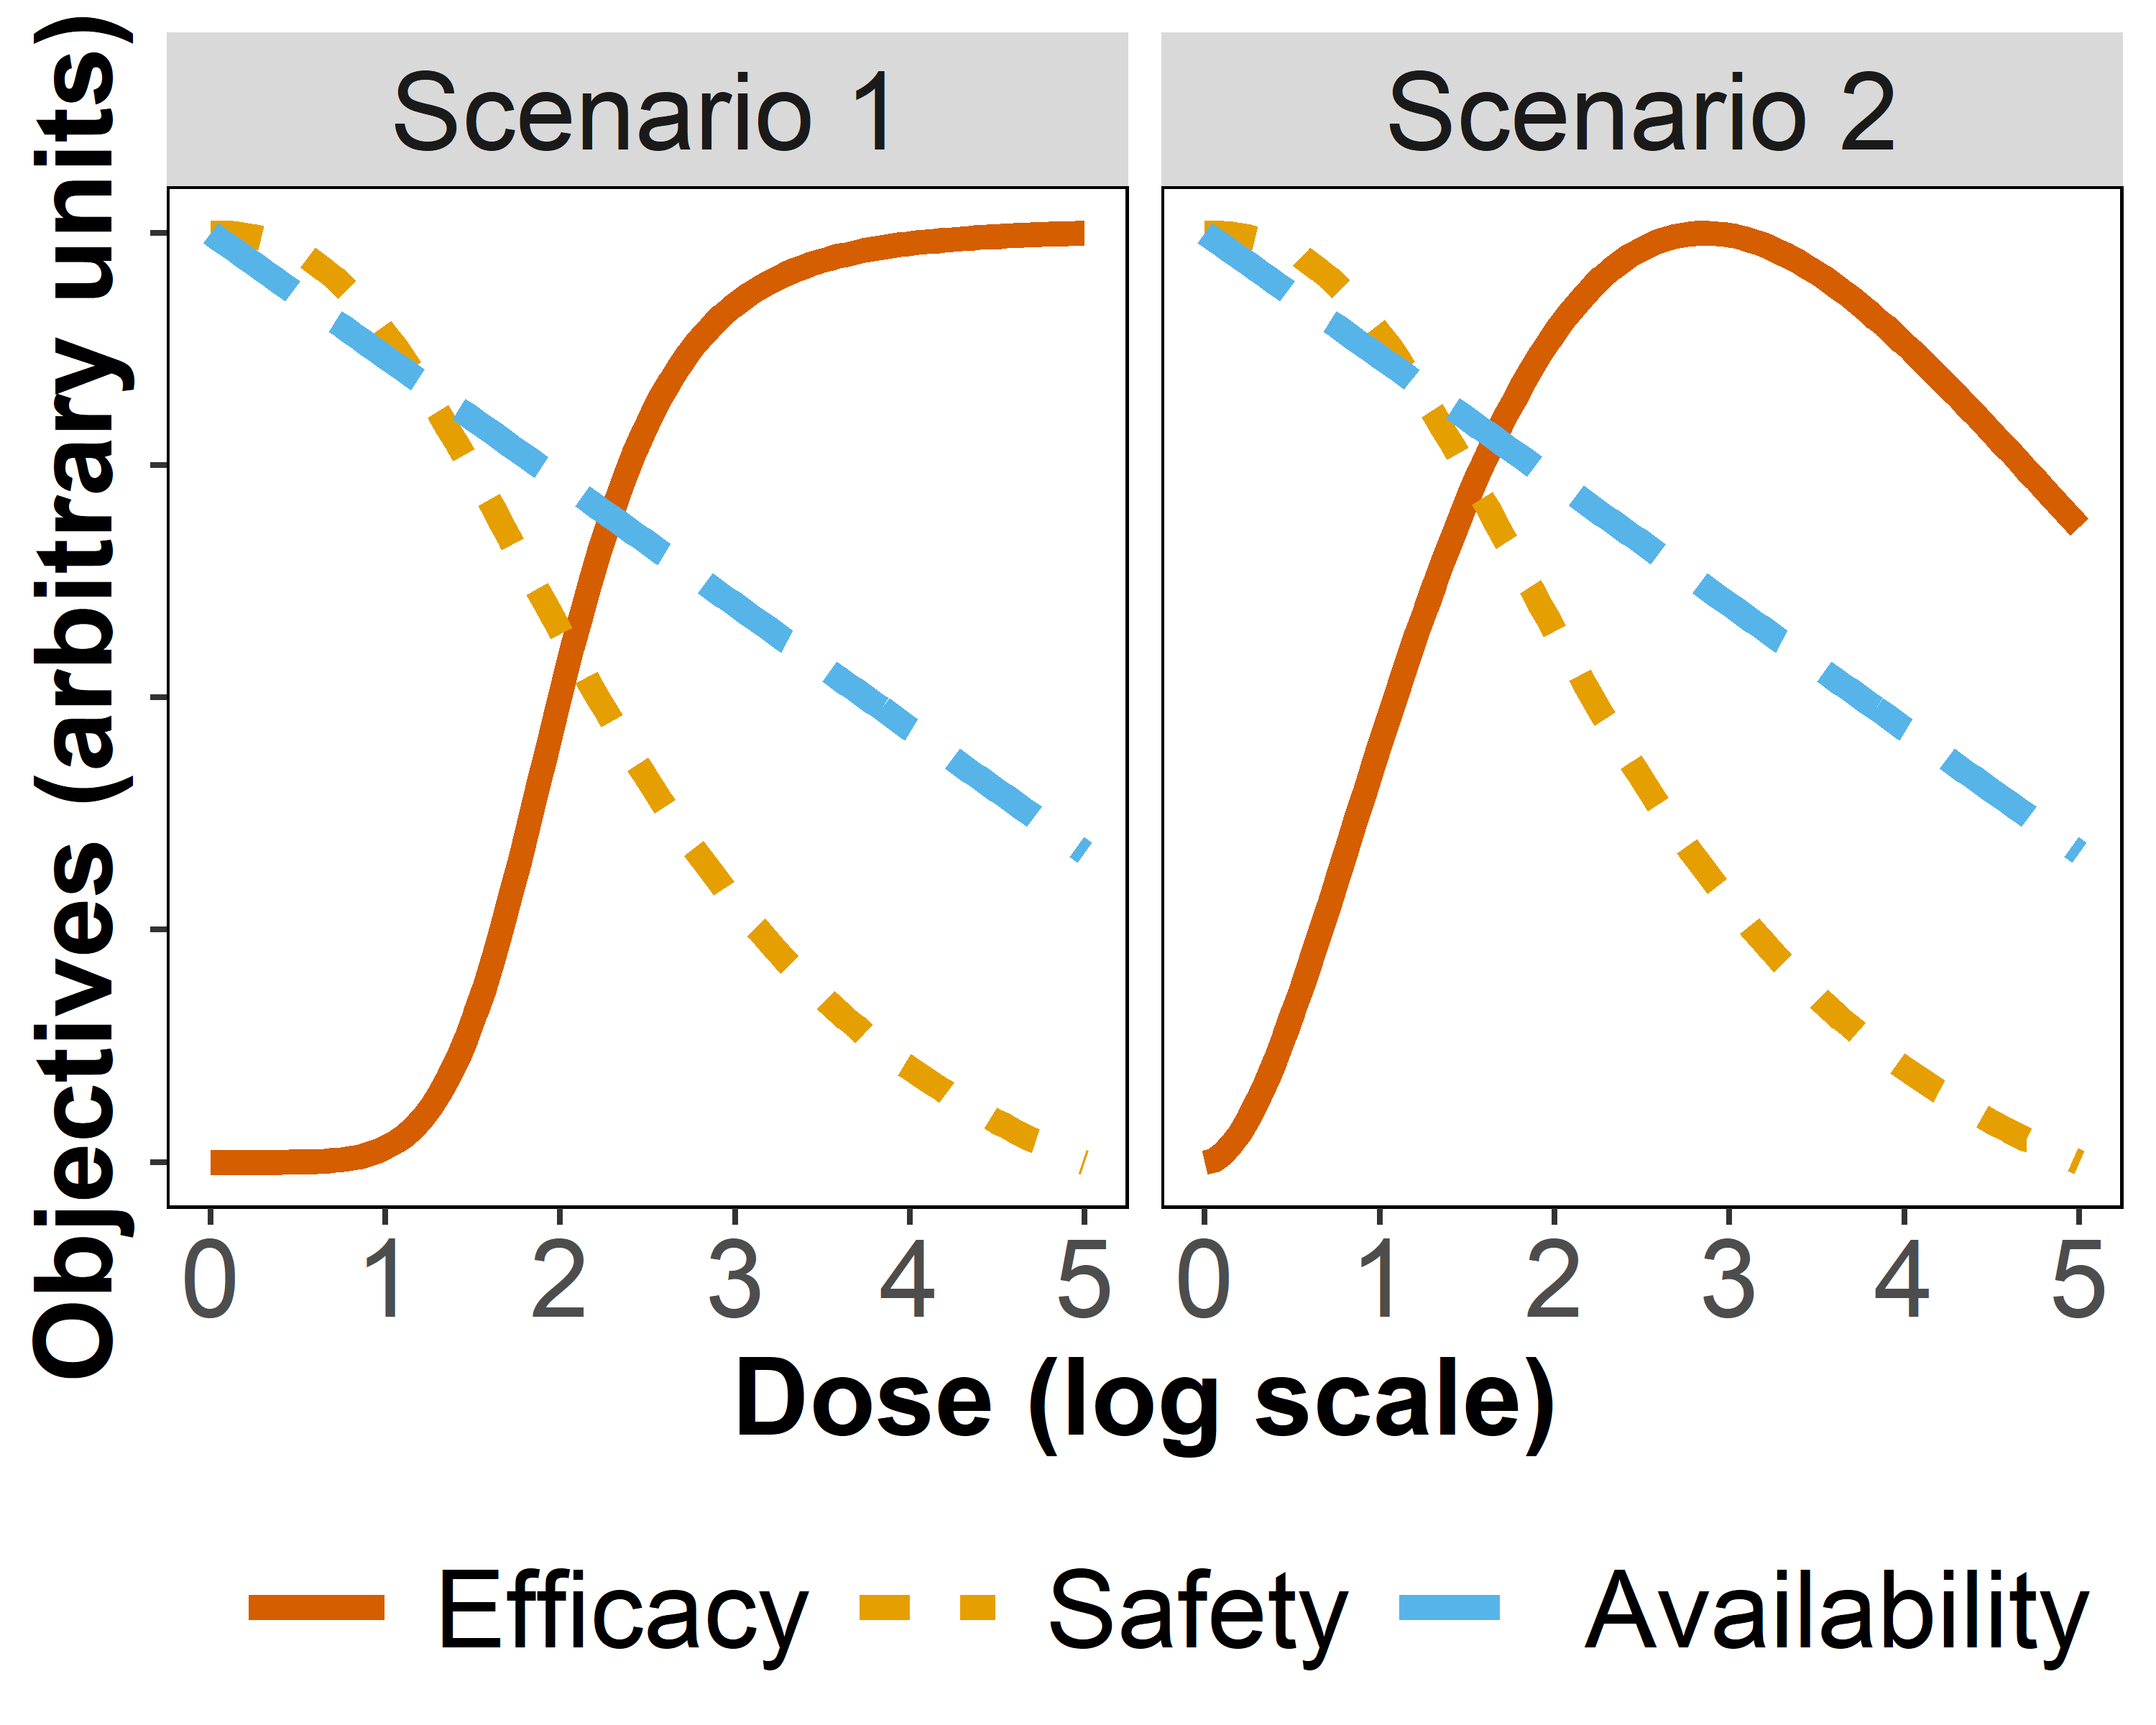 Scenario 1
Scenario 2
Objectives (arbitrary units)
0 1 2 3 4 5
0 1 2 3 4 5
Dose (log scale)
Efficacy Safety Availability